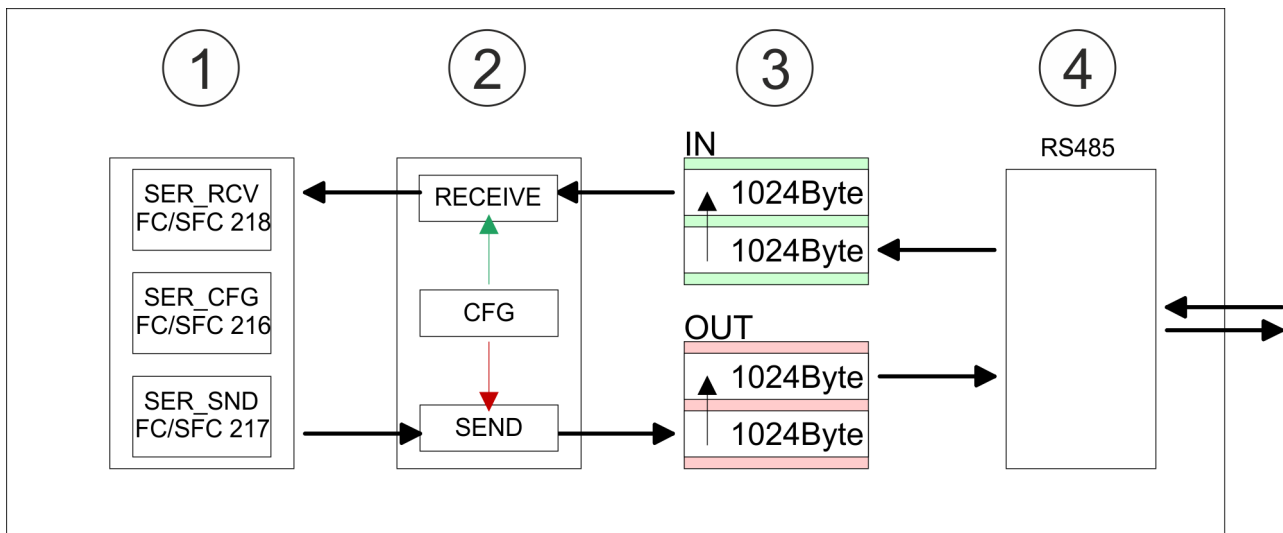 1
2
3
4
SER_RCV
FC/SFC 218
SER_CFG
FC/SFC 216
SER_SND
FC/SFC 217
RECEIVE
CFG
SEND
IN
1024Byte
1024Byte
OUT
1024Byte
1024Byte
RS485